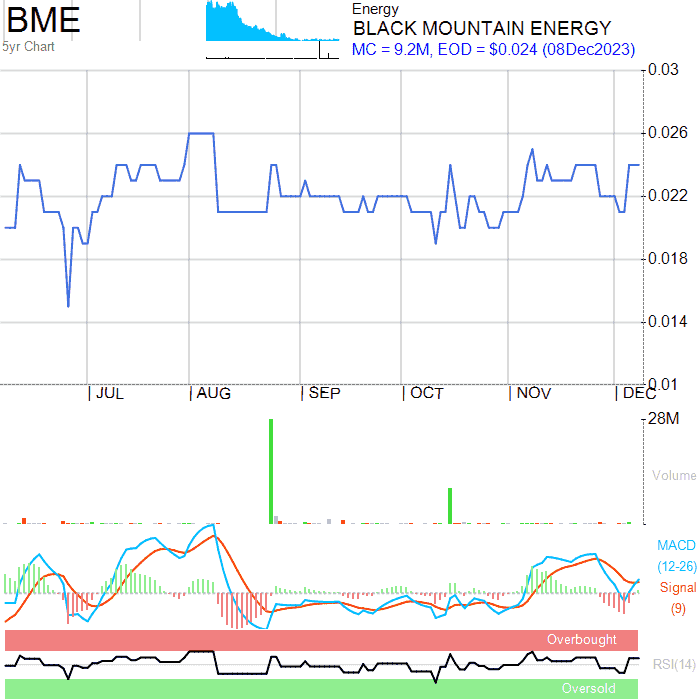 BME
5yr Chart
Energy
BLACK MOUNTAIN ENERGY
MC = 9.2M, EOD = $0.024 (08Dec2023)
0.03
0.026
0.022
0.018
0.014
0.01
JUL AUG SEP OCT NOV DEC
28M
Volume
MACD
(12-26)
Signal
(9)
Overbought
RSI(14)
Oversold